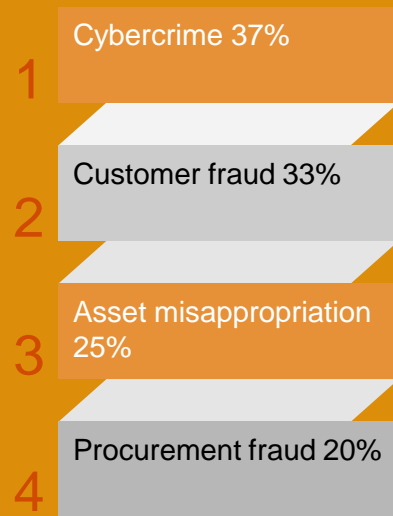 1
Cybercrime 37%
2
Customer fraud 33%
3
Asset misappropriation
25%
4
Procurement fraud 20%